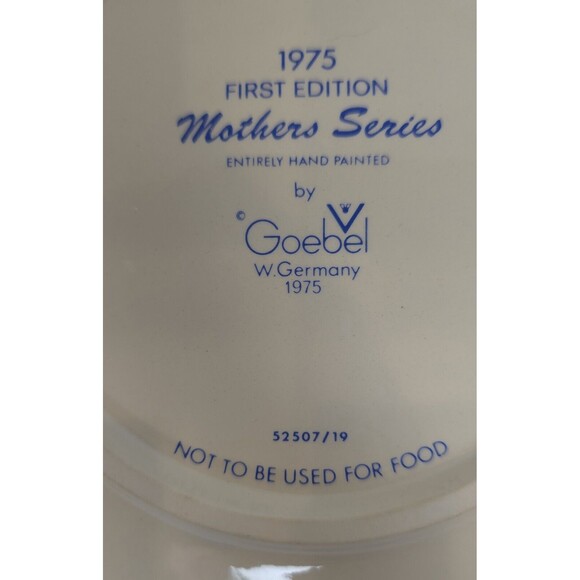 1975
FIRST EDITION
Mothers Series
ENTIRELY HAND PAINTED
by
© Goebel
W.Germany
1975
52507/19
NOT TO BE USED FOR FOOD